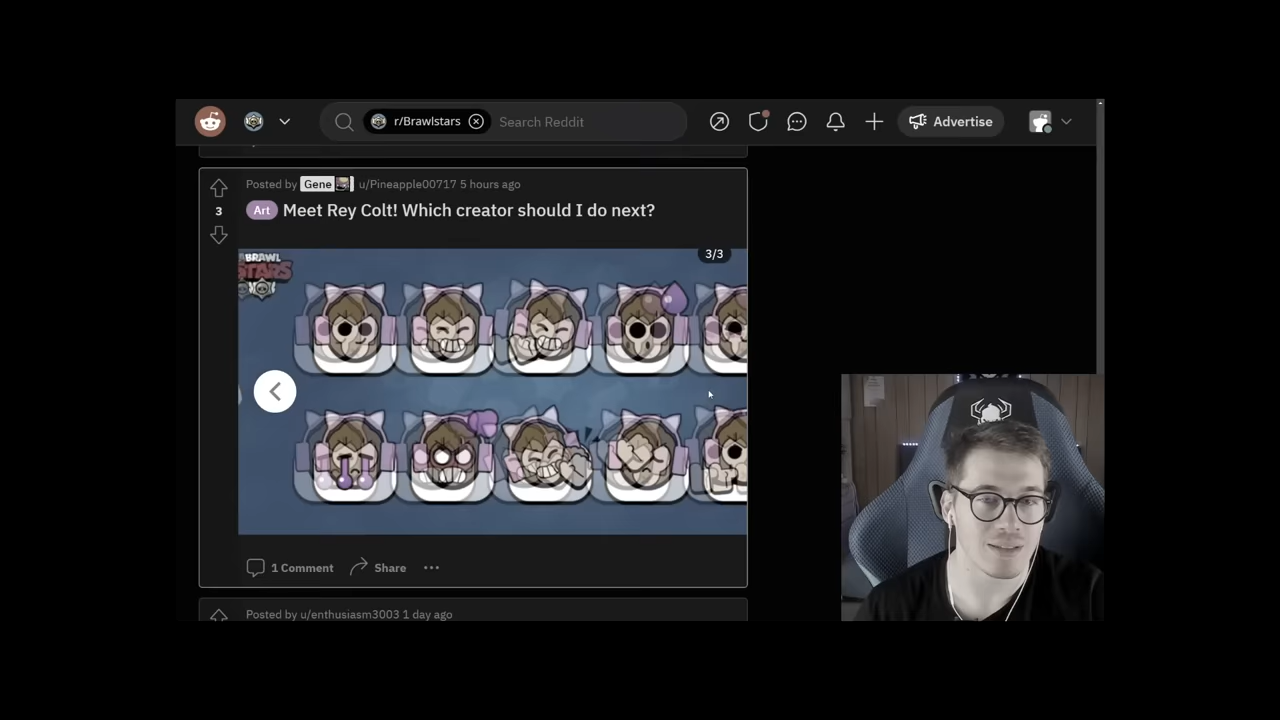 r/Brawlstars
Search Reddit
Advertise
Posted by Gene u/Pineapple00717 5 hours ago
3
Art Meet Rey Colt! Which creator should I do next?
3/3
BRAWL
STARS
1 Comment
Share
Posted by u/enthusiasm3003 1 day ago